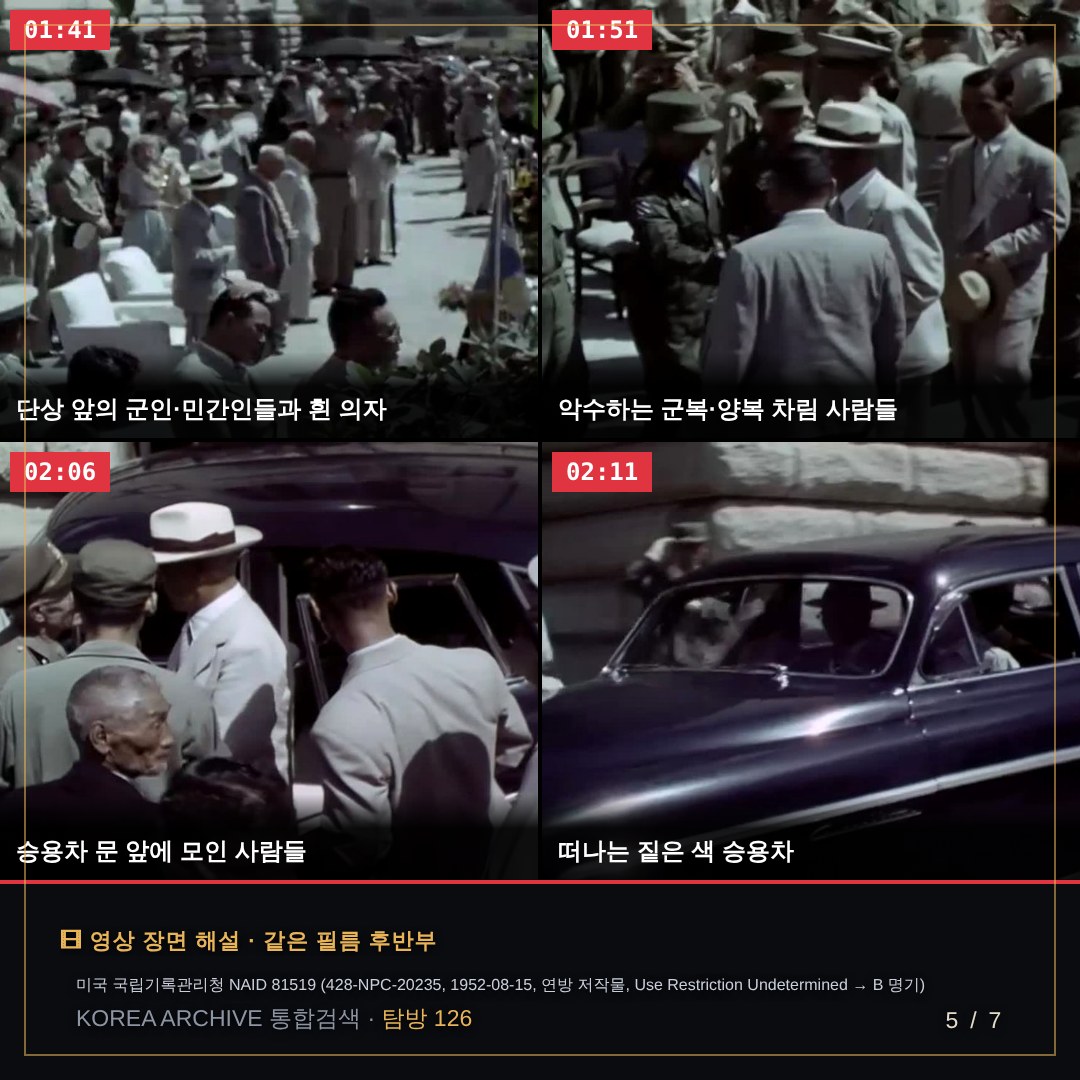 01:41
01:51
단상 앞의 군인·민간인들과 흰 의자
악수하는 군복·양복 차림 사람들
02:06
02:11
승용차 문 앞에 모인 사람들
떠나는 짙은 색 승용차
영상 장면 해설 · 같은 필름 후반부
미국 국립기록관리청 NAID 81519 (428-NPC-20235, 1952-08-15, 연방 저작물, Use Restriction Undetermined → B 명기)
KOREA ARCHIVE 통합검색 · 탐방 126
5 / 7